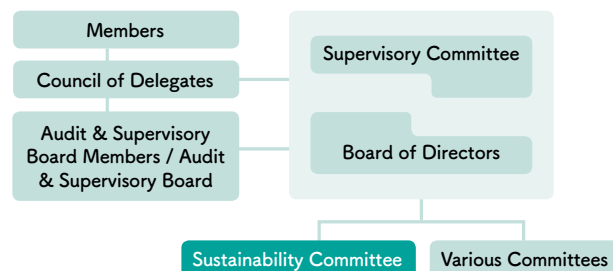 Members
Council of Delegates
Audit & Supervisory
Board Members / Audit
& Supervisory Board
Supervisory Committee
Board of Directors
Sustainability Committee
Various Committees